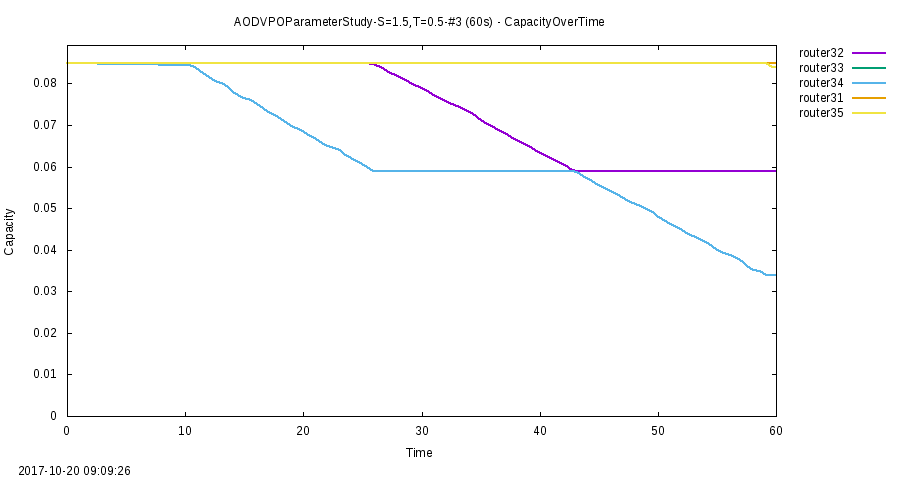 AODVPOParameterStudy-S=1.5,T=0.5-#3 (60s) - CapacityOverTime
router32
router33
router34
router31
router35
0.08
0.07
0.06
0.05
0.04
0.03
0.02
0.01
0
Capacity
0 10 20 30 40 50 60
Time
2017-10-20 09:09:26